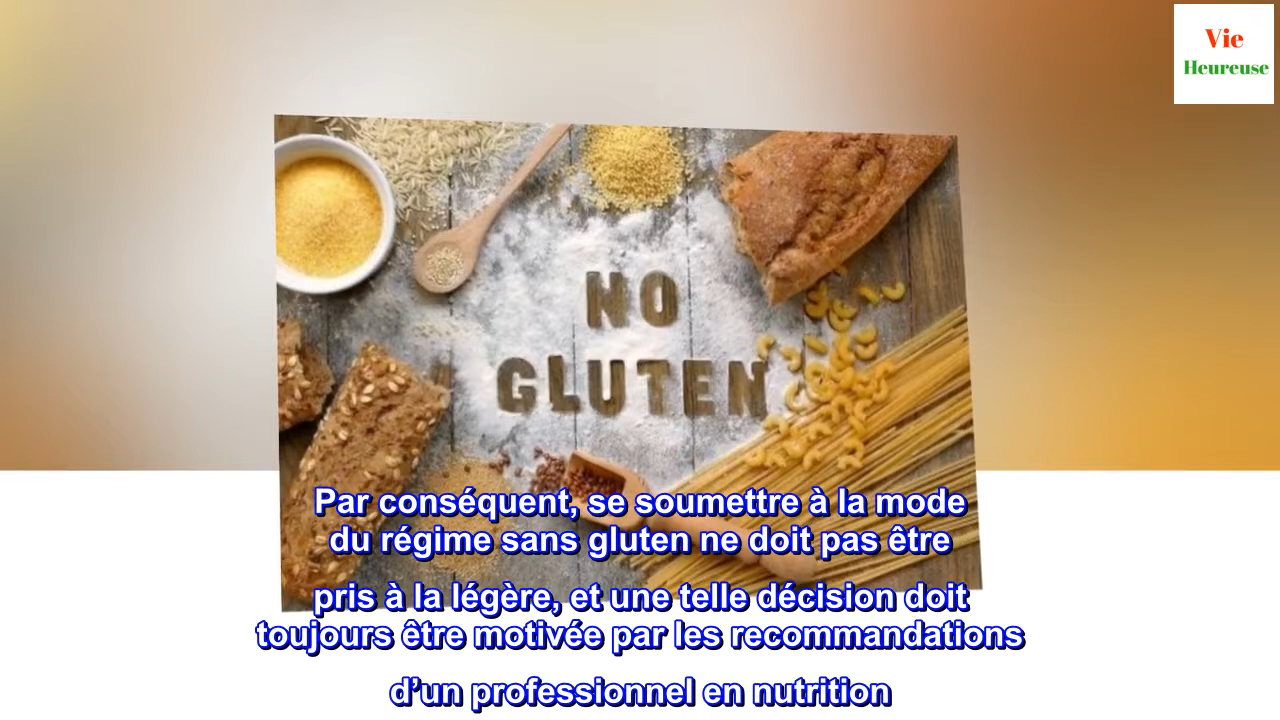 Vie
Heureuse
NO
GLUTEN
Par conséquent, se soumettre à la mode
du régime sans gluten ne doit pas être
pris à la légère, et une telle décision doit
toujours être motivée par les recommandations
d’un professionnel en nutrition